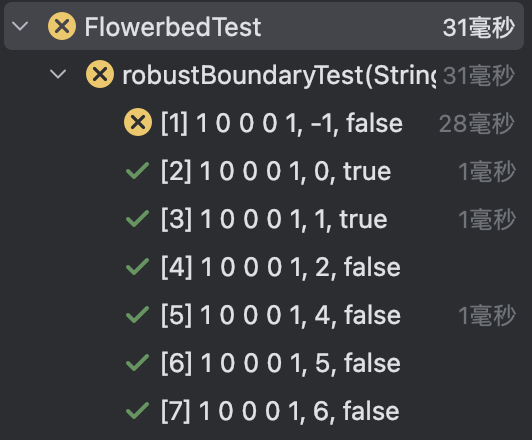 FlowerbedTest 31毫秒
robustBoundaryTest(String 31毫秒
[1] 1 0 0 0 1, -1, false 28毫秒
[2] 1 0 0 0 1, 0, true 1毫秒
[3] 1 0 0 0 1, 1, true 1毫秒
[4] 1 0 0 0 1, 2, false
[5] 1 0 0 0 1, 4, false 1毫秒
[6] 1 0 0 0 1, 5, false
[7] 1 0 0 0 1, 6, false